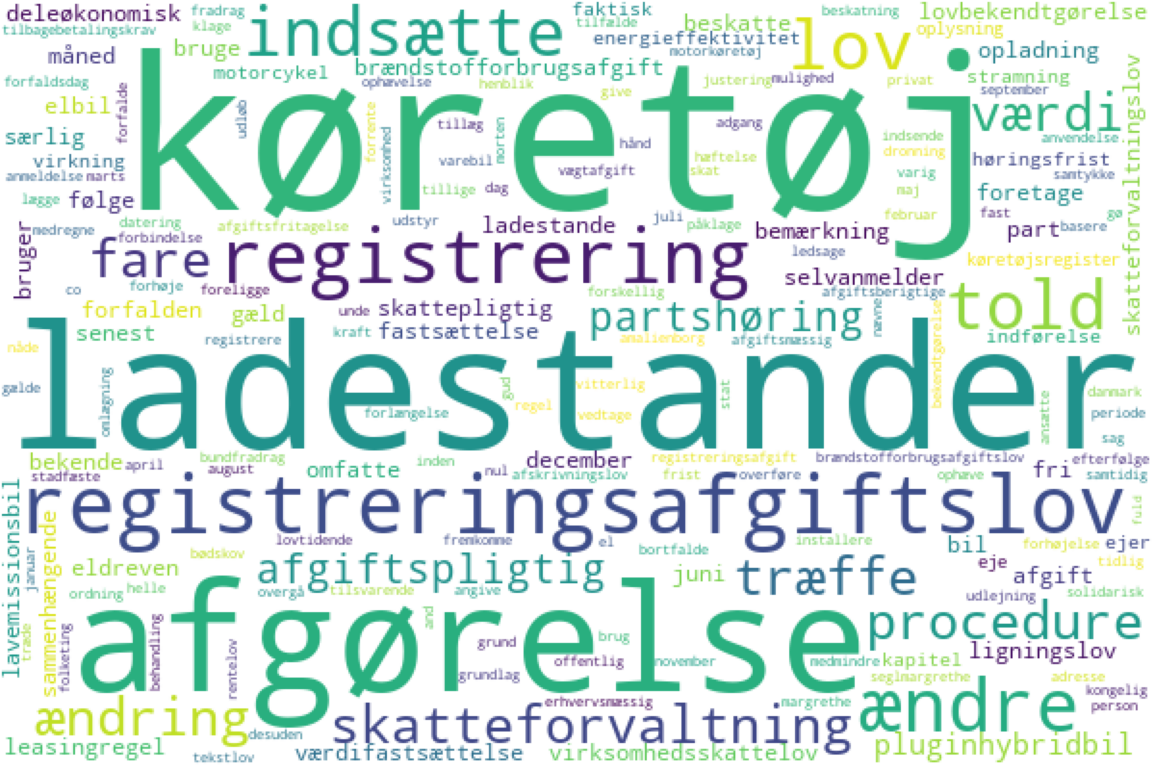 deleøkonomisk
fradrag
klage
tilbagebetalingskrav
måned
bruge
indsætte
faktisk
tilfælde
beskatte
energieffektivitet
motorkøretøj
lov
beskatning
oplysning
lovbekendtgørelse
opladning
forfaldsdag
elbil
forfalde
motorcykel
brændstofforbrugsafgift
ophævelse
henblik
give
justering
mulighed
privat
stramning
september
særlig
virkning
anmeldelse
marts
lægge
følge
køretøj
udløb
forrente
virksomhed
tillæg
varebil
tillige
dag
morten
vægtafgift
hånd
hæftelse
skat
adgang
indsende
dronning
varig
maj
værdi
anvendelse
høringsfrist
samtykke
foretage
skatteforvaltningslov
medregne
bruger
datering
forbindelse
afgiftsfritagelse
udstyr
ladestande
juli
påklage
bemærkning
februar
fast
part
basere
gø
ledsage
fare
registrering
selvanmelder
køretøjsregister
co
forhøje
foreligge
forskellig
afgiftsberigtige
forfalden
gæld
unde
skattepligtig
partshøring
nævne
told
senest
registrere
kraft
fastsættelse
amalienborg
afgiftsmæssig
indførelse
nåde
gælde
omlægning
ladestander
forlængelse
gud
regel
vitterlig
vedtage
stat
bekendtgørelse
ansætte
danmark
periode
sag
bekende
stadfæste
april
bundfradrag
august
omfatte
inden
nul
december
afskrivningslov
registreringsafgift
frist
overføre
brændstofforbrugsafgiftslov
ophæve
fri
efterfølge
samtidig
registreringsafgiftslov
fuld
lavemissionsbil
januar
sammenhængende
lovtidende
fremkomme
el
installere
bortfalde
bil
forhøjelse
ejer
tidlig
eldreven
bødskov
ordning
helle
afgiftspligtig
overgå
tilsvarende
angive
juni
træffe
eje
afgift
udlejning
solidarisk
træde
folketing
behandling
rentelov
afgørelse
and
grund
grundlag
brug
offentlig
november
medmindre
procedure
kapitel
ligningslov
seglmargrethe
adresse
kongelig
person
ændring
desuden
skatteforvaltning
erhvervsmæssig
margrethe
ændre
leasingregel
tekstlov
værdifastsættelse
virksomhedsskattelov
pluginhybridbil